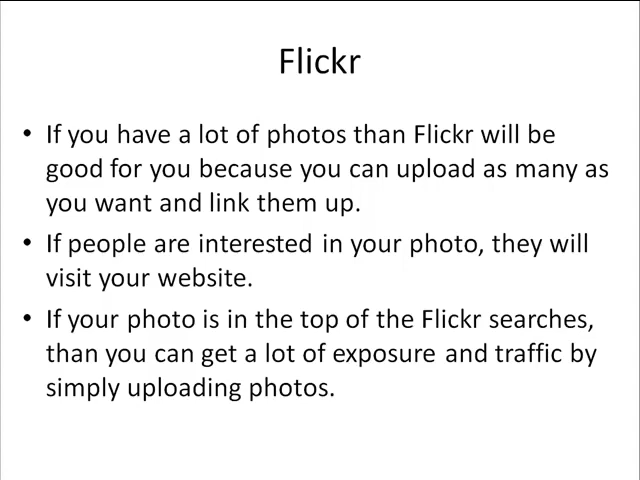 Flickr
• If you have a lot of photos than Flickr will be
good for you because you can upload as many as
you want and link them up.
• If people are interested in your photo, they will
visit your website.
• If your photo is in the top of the Flickr searches,
than you can get a lot of exposure and traffic by
simply uploading photos.